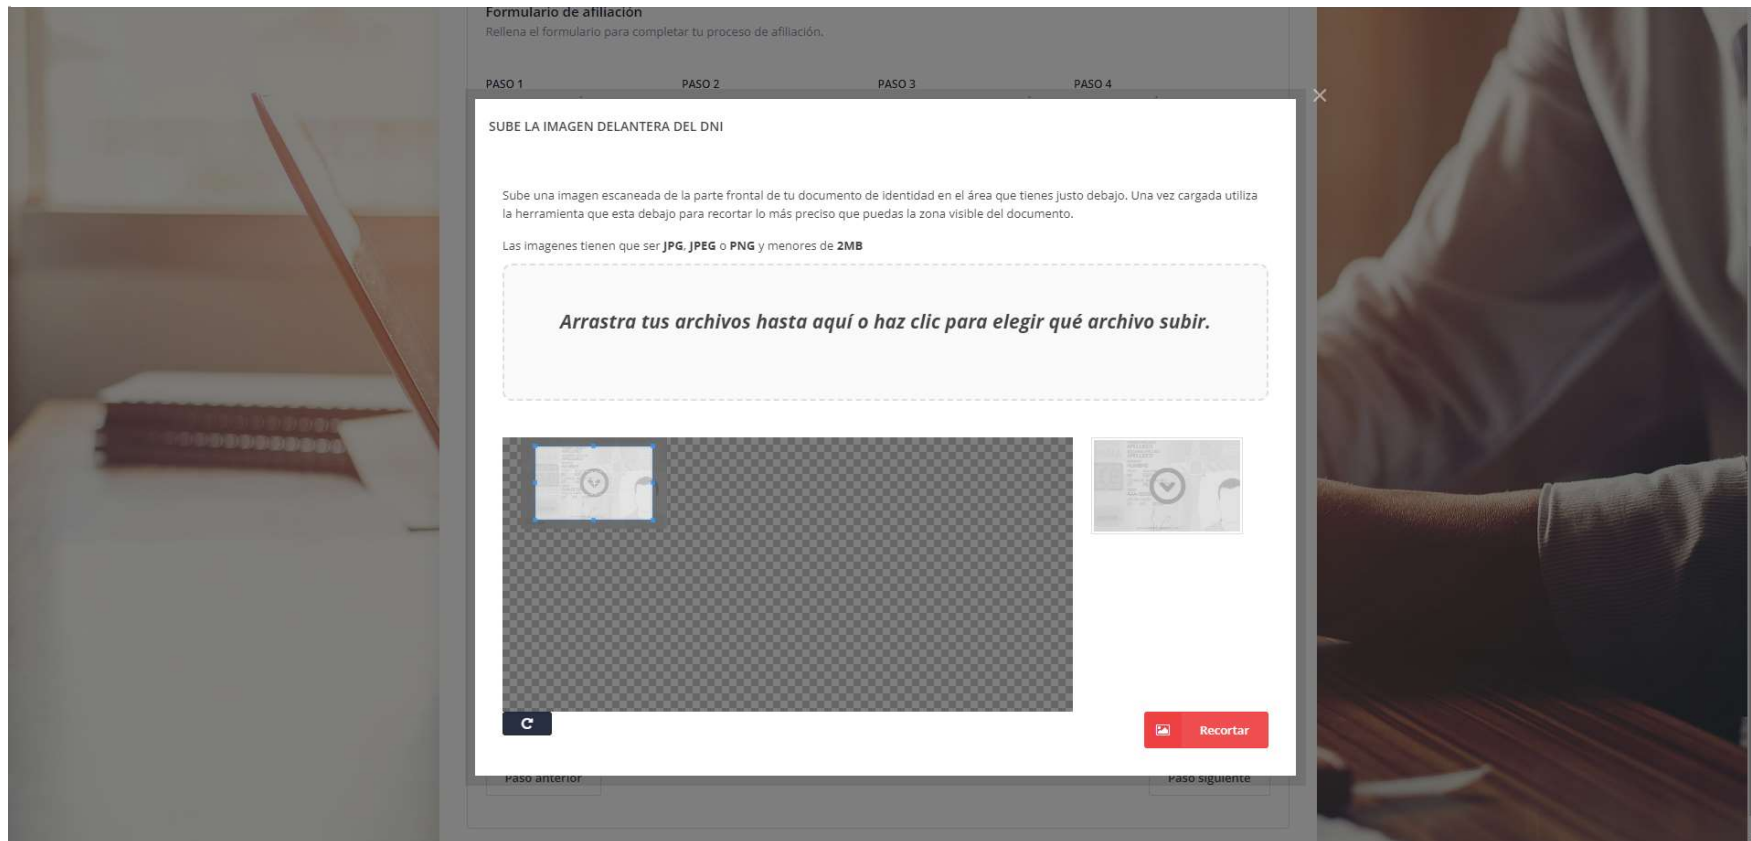 Formulario de afiliación
Rellena el formulario para completar tu proceso de afiliación.
PASO 1 PASO 2 PASO 3 PASO 4
SUBE LA IMAGEN DELANTERA DEL DNI
Sube una imagen escaneada de la parte frontal de tu documento de identidad en el área que tienes justo debajo. Una vez cargada utiliza
la herramienta que esta debajo para recortar lo más preciso que puedas la zona visible del documento.
Las imagenes tienen que ser JPG, JPEG o PNG y menores de 2MB
Arrastra tus archivos hasta aquí o haz clic para elegir qué archivo subir.
Recortar
Paso anterior Paso siguiente